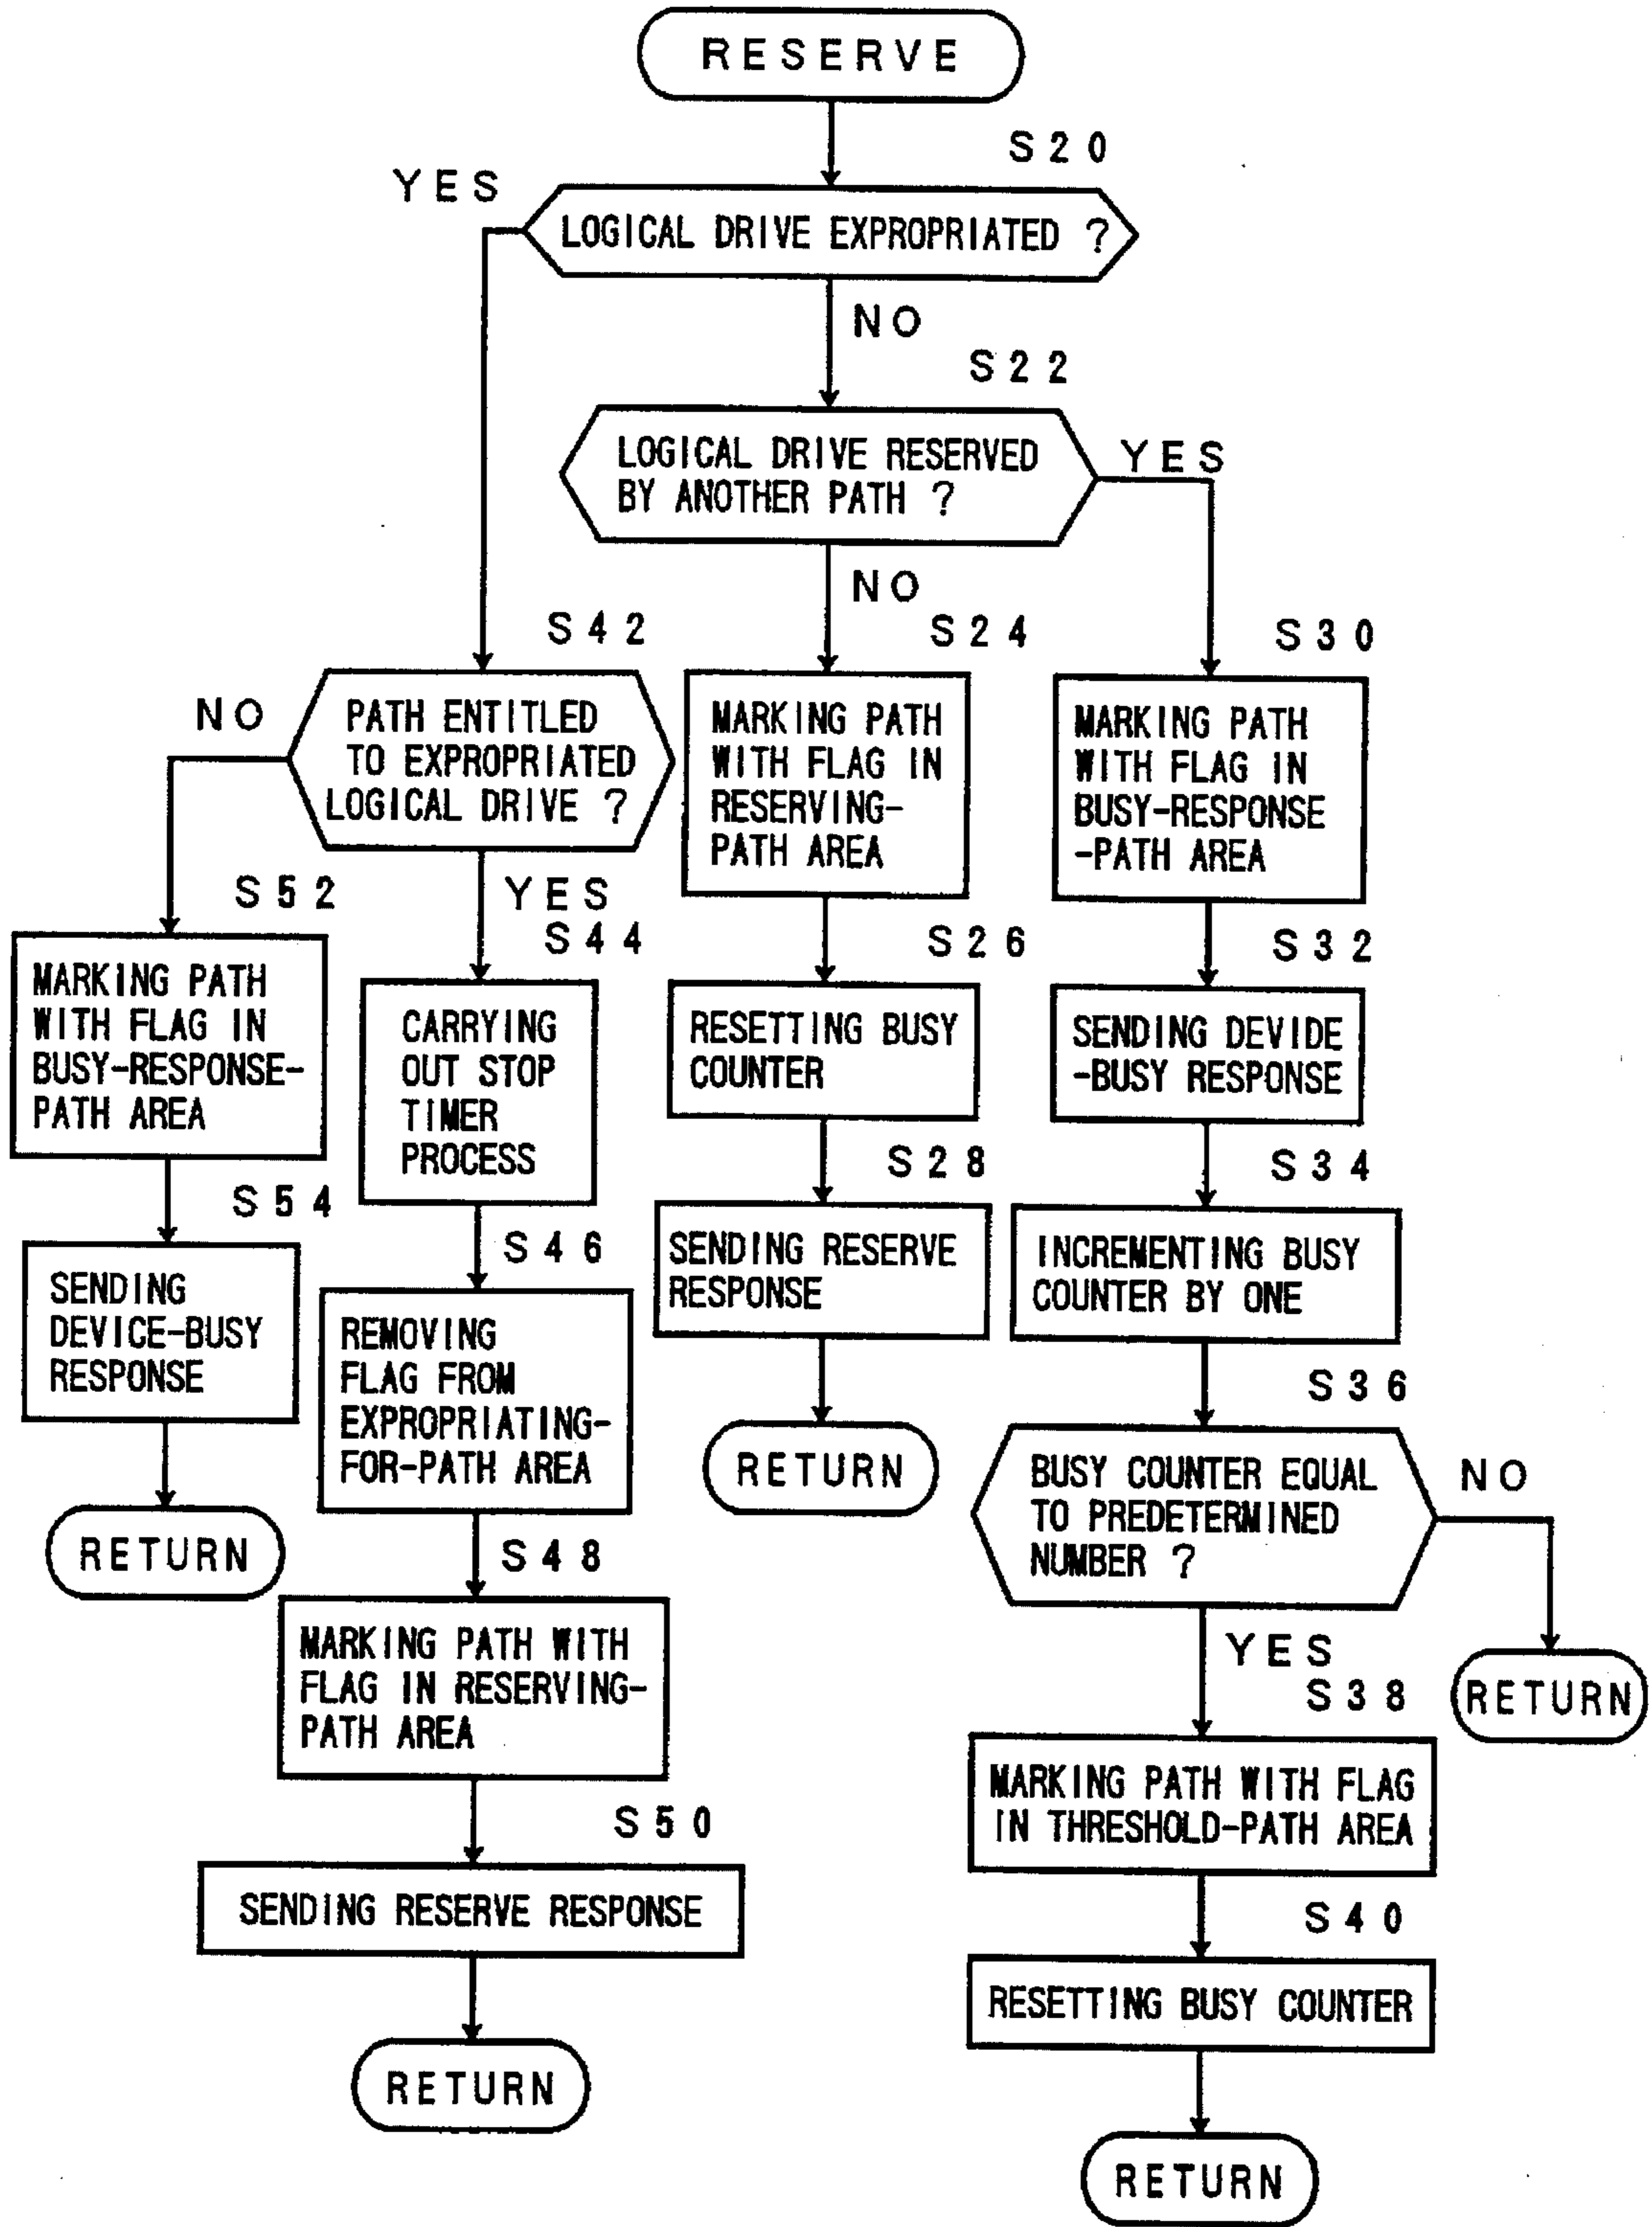 RESERVE
S20
YES
LOGICAL DRIVE EXPROPRIATED ?
NO
S22
LOGICAL DRIVE RESERVED
BY ANOTHER PATH ?
YES
NO
S42
S24
S30
NO
PATH ENTITLED
TO EXPROPRIATED
LOGICAL DRIVE ?
MARKING PATH
WITH FLAG IN
RESERVING-
PATH AREA
MARKING PATH
WITH FLAG IN
BUSY-RESPONSE
-PATH AREA
S52
YES
S44
S26
S32
MARKING PATH
WITH FLAG IN
BUSY-RESPONSE-
PATH AREA
CARRYING
OUT STOP
TIMER
PROCESS
RESETTING BUSY
COUNTER
SENDING DEVIDE
-BUSY RESPONSE
S54
S28
S34
SENDING
DEVICE-BUSY
RESPONSE
S46
SENDING RESERVE
RESPONSE
INCREMENTING BUSY
COUNTER BY ONE
REMOVING
FLAG FROM
EXPROPRIATING-
FOR-PATH AREA
S36
RETURN
RETURN
BUSY COUNTER EQUAL
TO PREDETERMINED
NUMBER ?
NO
S48
MARKING PATH WITH
FLAG IN RESERVING-
PATH AREA
YES
S38
RETURN
S50
MARKING PATH WITH FLAG
IN THRESHOLD-PATH AREA
SENDING RESERVE RESPONSE
S40
RESETTING BUSY COUNTER
RETURN
RETURN